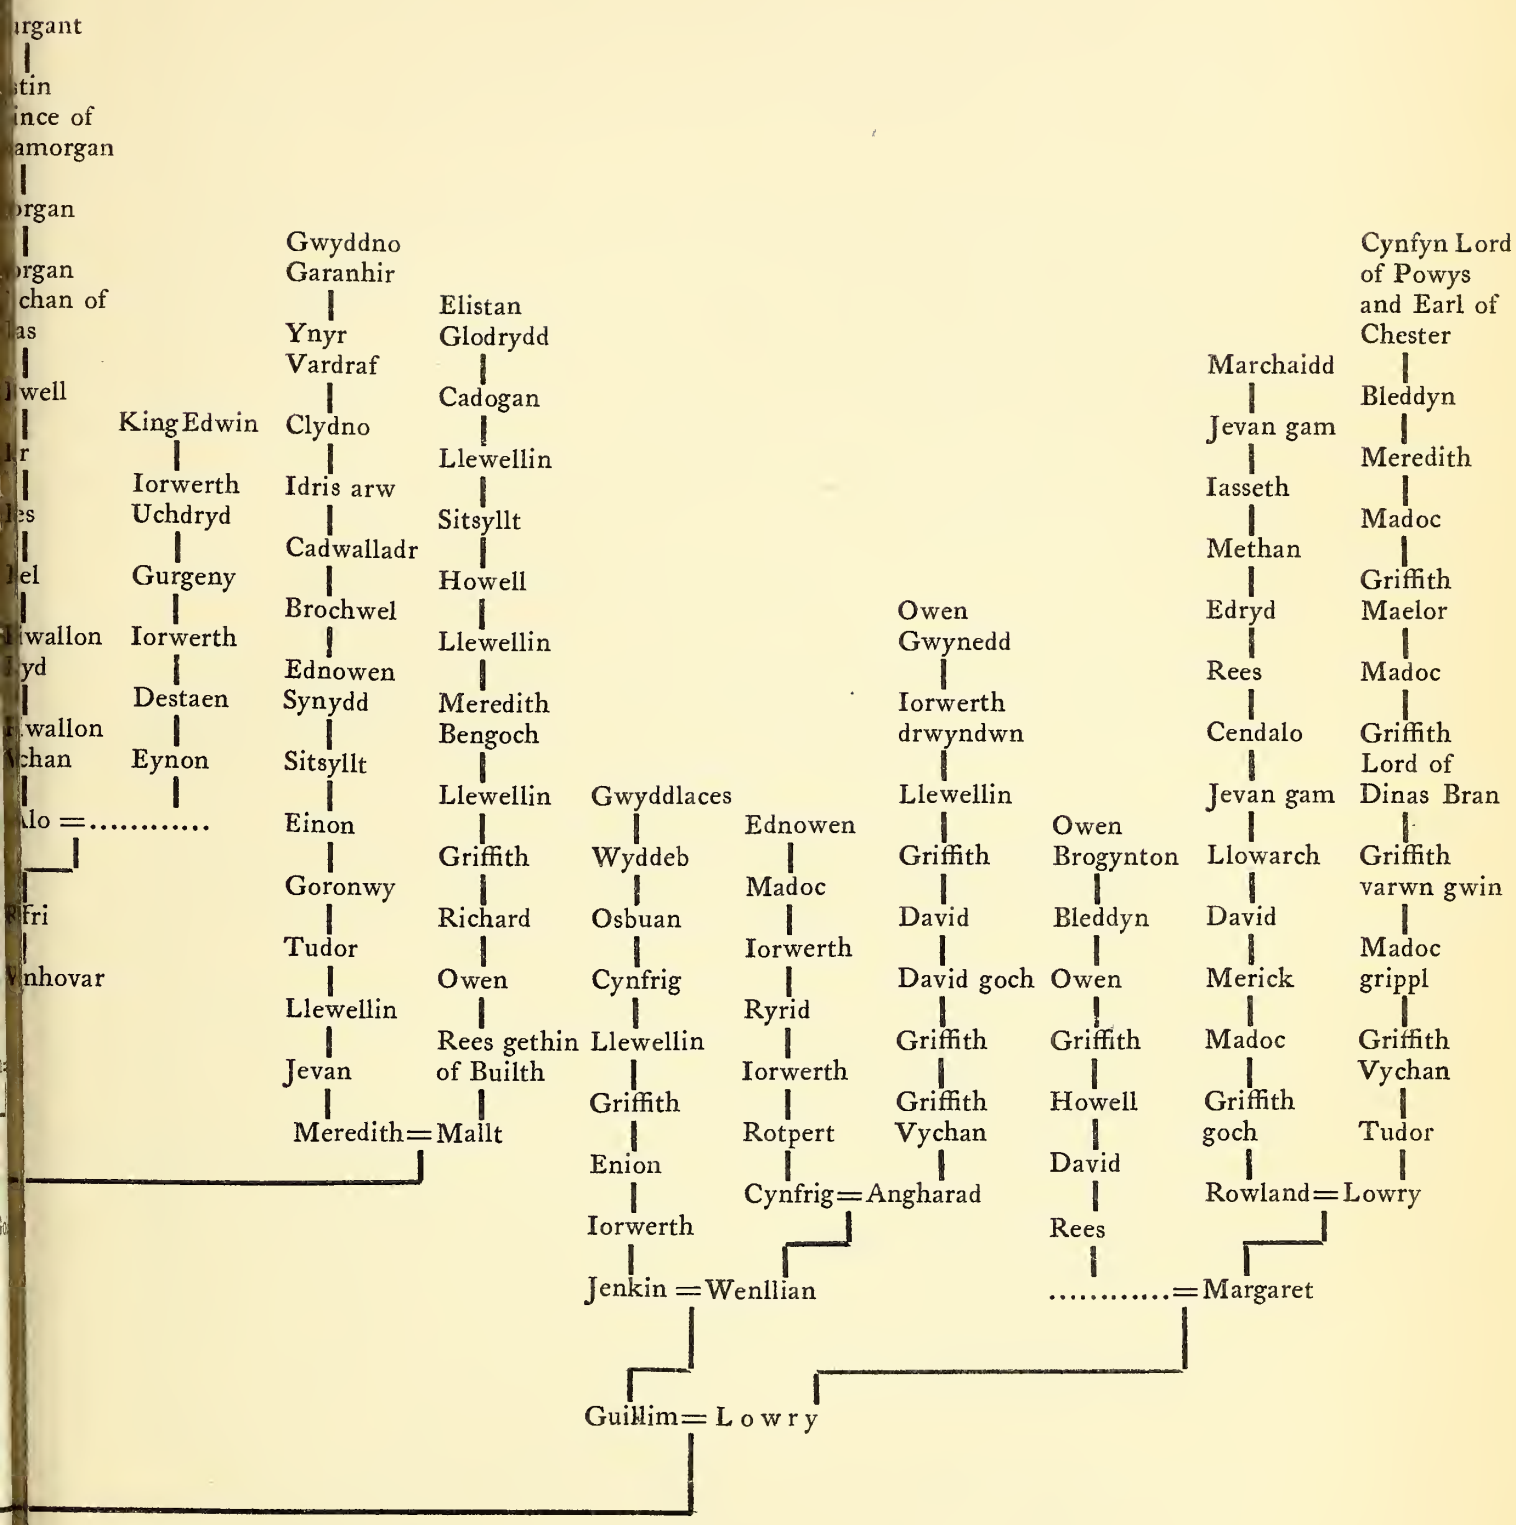 King Edwin
Iorwerth
Uchdryd
Gurgeny
Iorwerth
Destaen
Eynon
=............
Gwyddno
Garanhir
Ynyr
Vardraf
Clydno
Idris arw
Cadwalladr
Brochwel
Ednowen
Synydd
Sitsyllt
Einon
Goronwy
Tudor
Llewellin
Jevan
Meredith=Mallt
Elistan
Glodrydd
Cadogan
Llewellin
Sitsyllt
Howell
Llewellin
Meredith
Bengoch
Llewellin
Griffith
Richard
Owen
Rees gethin
of Builth
Gwyddlaces
Wyddeb
Osbuan
Cynfrig
Llewellin
Griffith
Enion
Iorwerth
Jenkin =Wenllian
Ednowen
Madoc
Iorwerth
Ryrid
Iorwerth
Rotpert
Cynfrig=Angharad
Owen
Gwynedd
Iorwerth
drwyndwn
Llewellin
Griffith
David
David goch
Griffith
Griffith
Vychan
Owen
Brogynton
Bleddyn
Owen
Griffith
Howell
David
Rees
............=Margaret
Marchaidd
Jevan gam
Iasseth
Methan
Edryd
Rees
Cendalo
Jevan gam
Llowarch
David
Merick
Madoc
Griffith
goch
Rowland=Lowry
Cynfyn Lord
of Powys
and Earl of
Chester
Bleddyn
Meredith
Madoc
Griffith
Maelor
Madoc
Griffith
Lord of
Dinas Bran
Griffith
varwn gwin
Madoc
grippl
Griffith
Vychan
Tudor
Guillim= Lowry